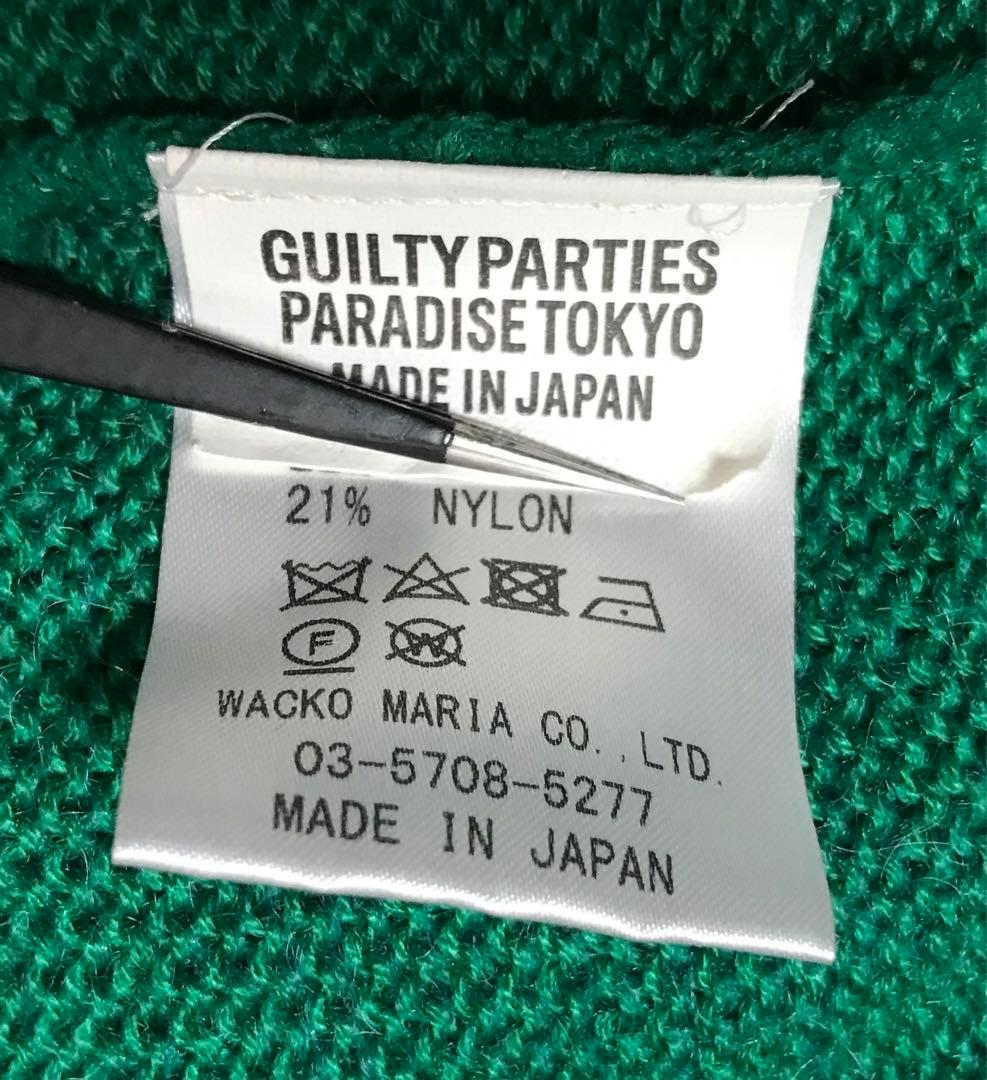 GUILTY PARTIES
PARADISE TOKYO
MADE IN JAPAN
21% NYLON
F
W
WACKO MARIA CO.,LTD.
03-5708-5277
MADE IN JAPAN